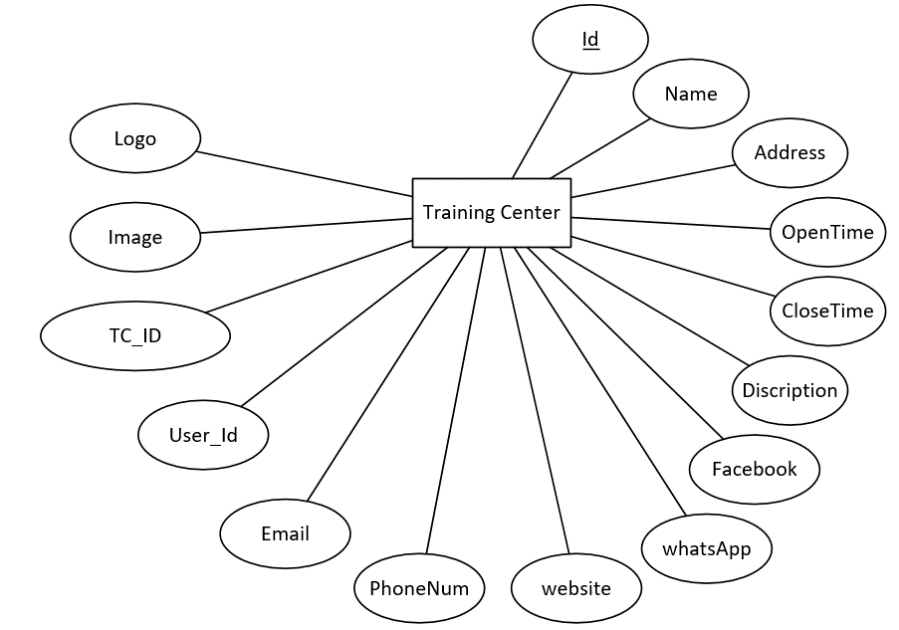 Id
Name
Logo
Address
Training Center
Image
OpenTime
CloseTime
TC_ID
Discription
User_Id
Facebook
Email
whatsApp
PhoneNum
website